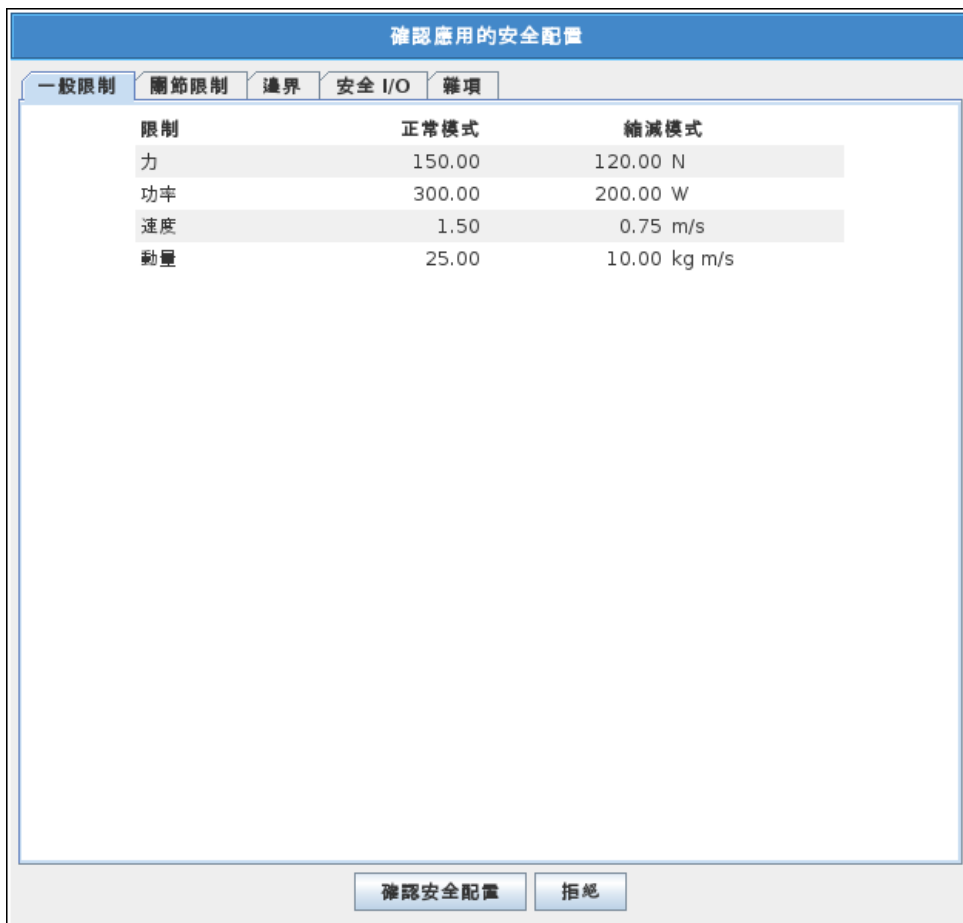 確認應用的安全配置
一般限制 關節限制 邊界 安全 I/O 雜項
限制 正常模式 縮減模式
力 150.00 120.00 N
功率 300.00 200.00 W
速度 1.50 0.75 m/s
動量 25.00 10.00 kg m/s
確認安全配置 拒絕